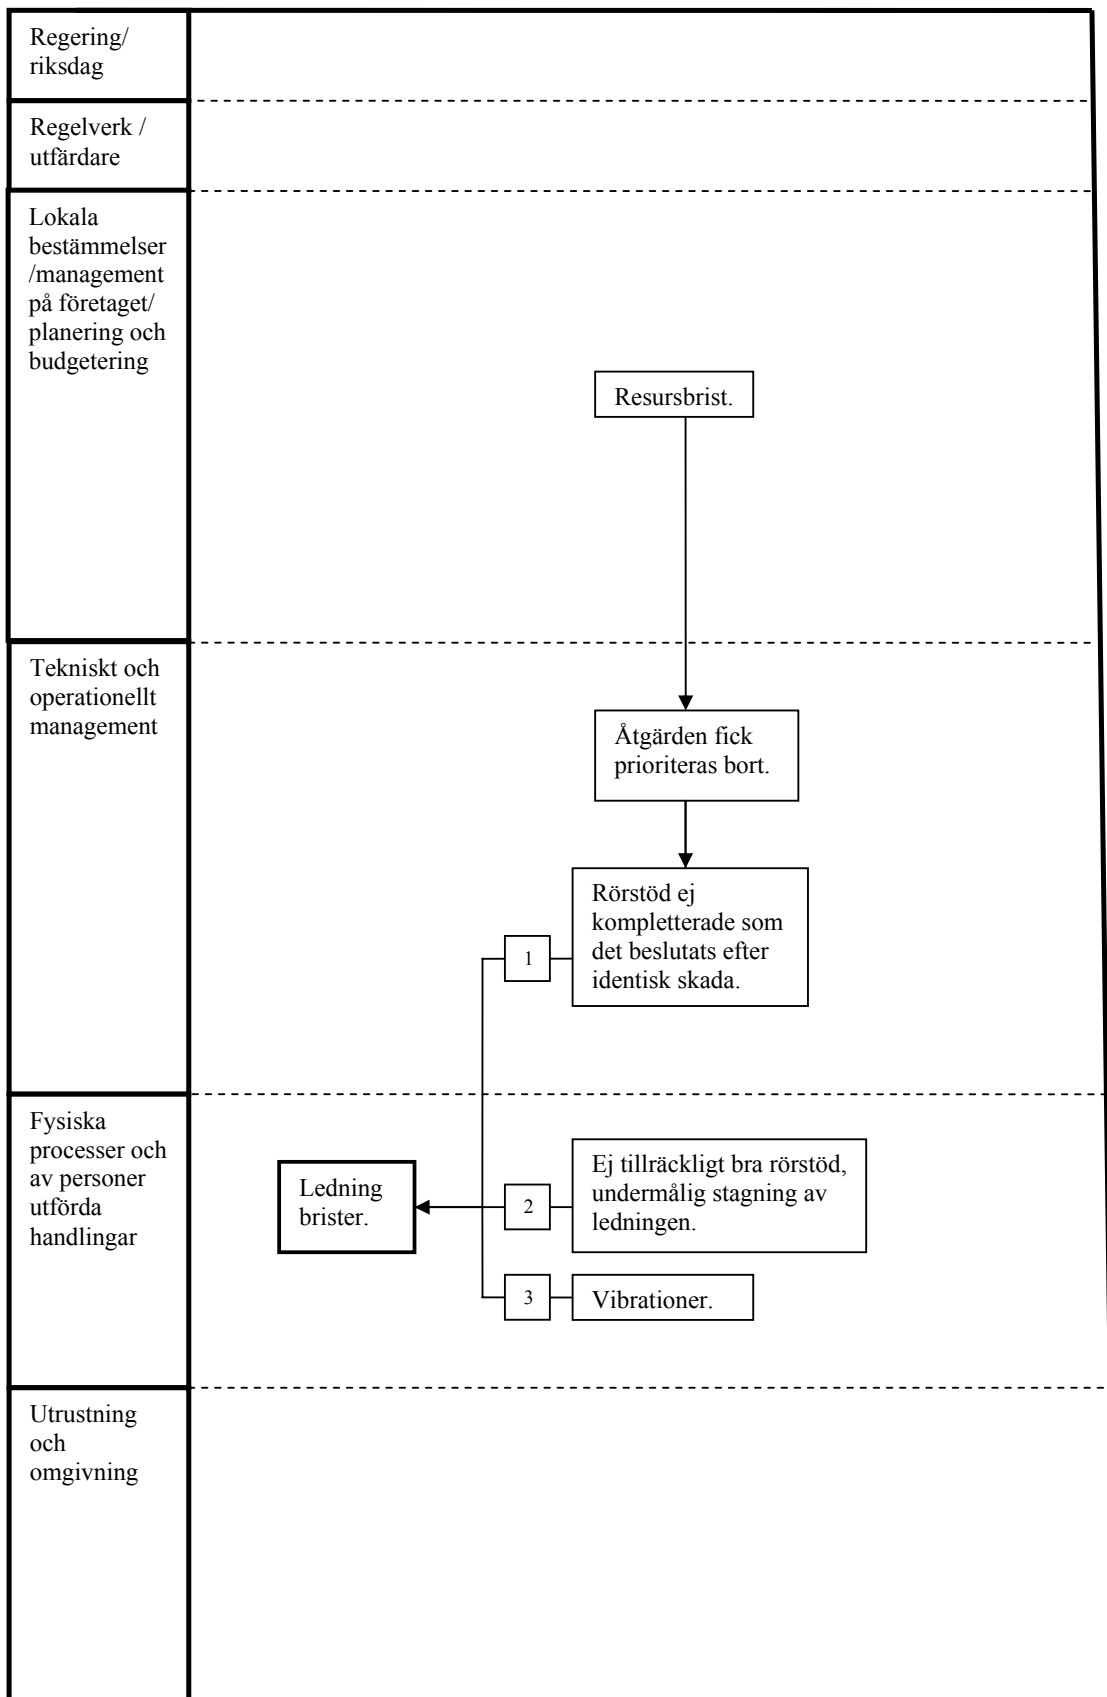 Regering/
riksdag
Regelverk /
utfärdare
Lokala
bestämmelser
/management
på företaget/
planering och
budgetering
Resursbrist.
Tekniskt och
operationellt
management
Åtgärden fick
prioriteras bort.
Rörstöd ej
kompletterade som
det beslutats efter
identisk skada.
1
Fysiska
processer och
av personer
utförda
handlingar
Ledning
brister.
2
Ej tillräckligt bra rörstöd,
undermålig stagning av
ledningen.
3
Vibrationer.
Utrustning
och
omgivning